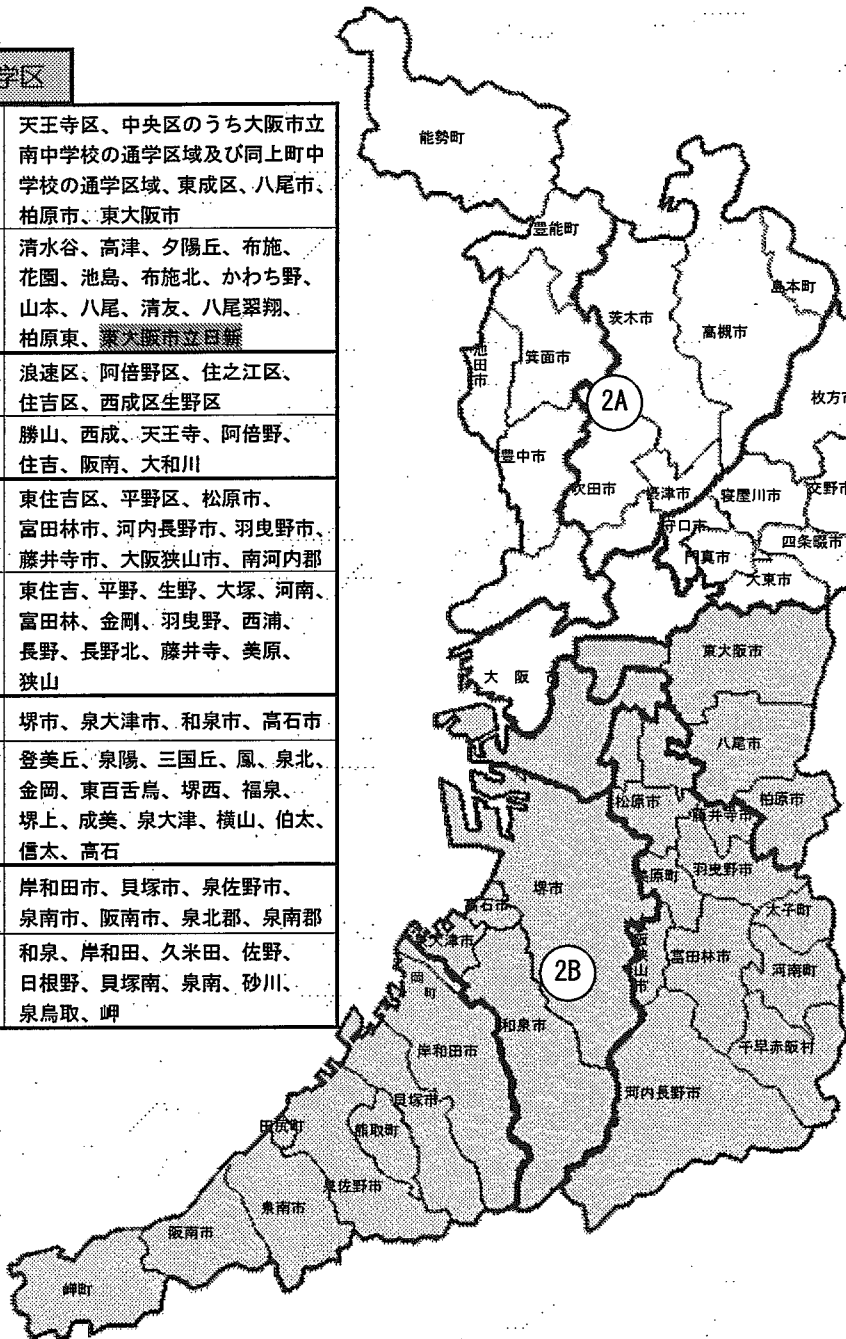 学区
天王寺区、中央区のうち大阪市立
南中学校の通学区域及び同上町中
学校の通学区域、東成区、八尾市、
柏原市、東大阪市
清水谷、高津、夕陽丘、布施、
花園、池島、布施北、かわち野、
山本、八尾、清友、八尾翠翔、
柏原東、東大阪市立日新
浪速区、阿倍野区、住之江区、
住吉区、西成区生野区
勝山、西成、天王寺、阿倍野、
住吉、阪南、大和川
東住吉区、平野区、松原市、
富田林市、河内長野市、羽曳野市、
藤井寺市、大阪狭山市、南河内郡
東住吉、平野、生野、大塚、河南、
富田林、金剛、羽曳野、西浦、
長野、長野北、藤井寺、美原、
狭山
堺市、泉大津市、和泉市、高石市
登美丘、泉陽、三国丘、鳳、泉北、
金岡、東百舌鳥、堺西、福泉、
堺上、成美、泉大津、横山、伯太、
信太、高石
岸和田市、貝塚市、泉佐野市、
泉南市、阪南市、泉北郡、泉南郡
和泉、岸和田、久米田、佐野、
日根野、貝塚南、泉南、砂川、
泉鳥取、岬
能勢町
豊能町
島本町
茨木市
高槻市
池田市
箕面市
2A
枚方市
豊中市
吹田市
摂津市
寝屋川市
交野市
守口市
門真市
四条畷市
大東市
東大阪市
大阪市
八尾市
松原市
藤井寺市
柏原市
美原町
羽曳野市
堺市
高石市
太子町
大津市
富田林市
河南町
2B
岡町
和泉市
千早赤阪村
岸和田市
河内長野市
貝塚市
田尻町
熊取町
泉佐野市
泉南市
阪南市
岬町